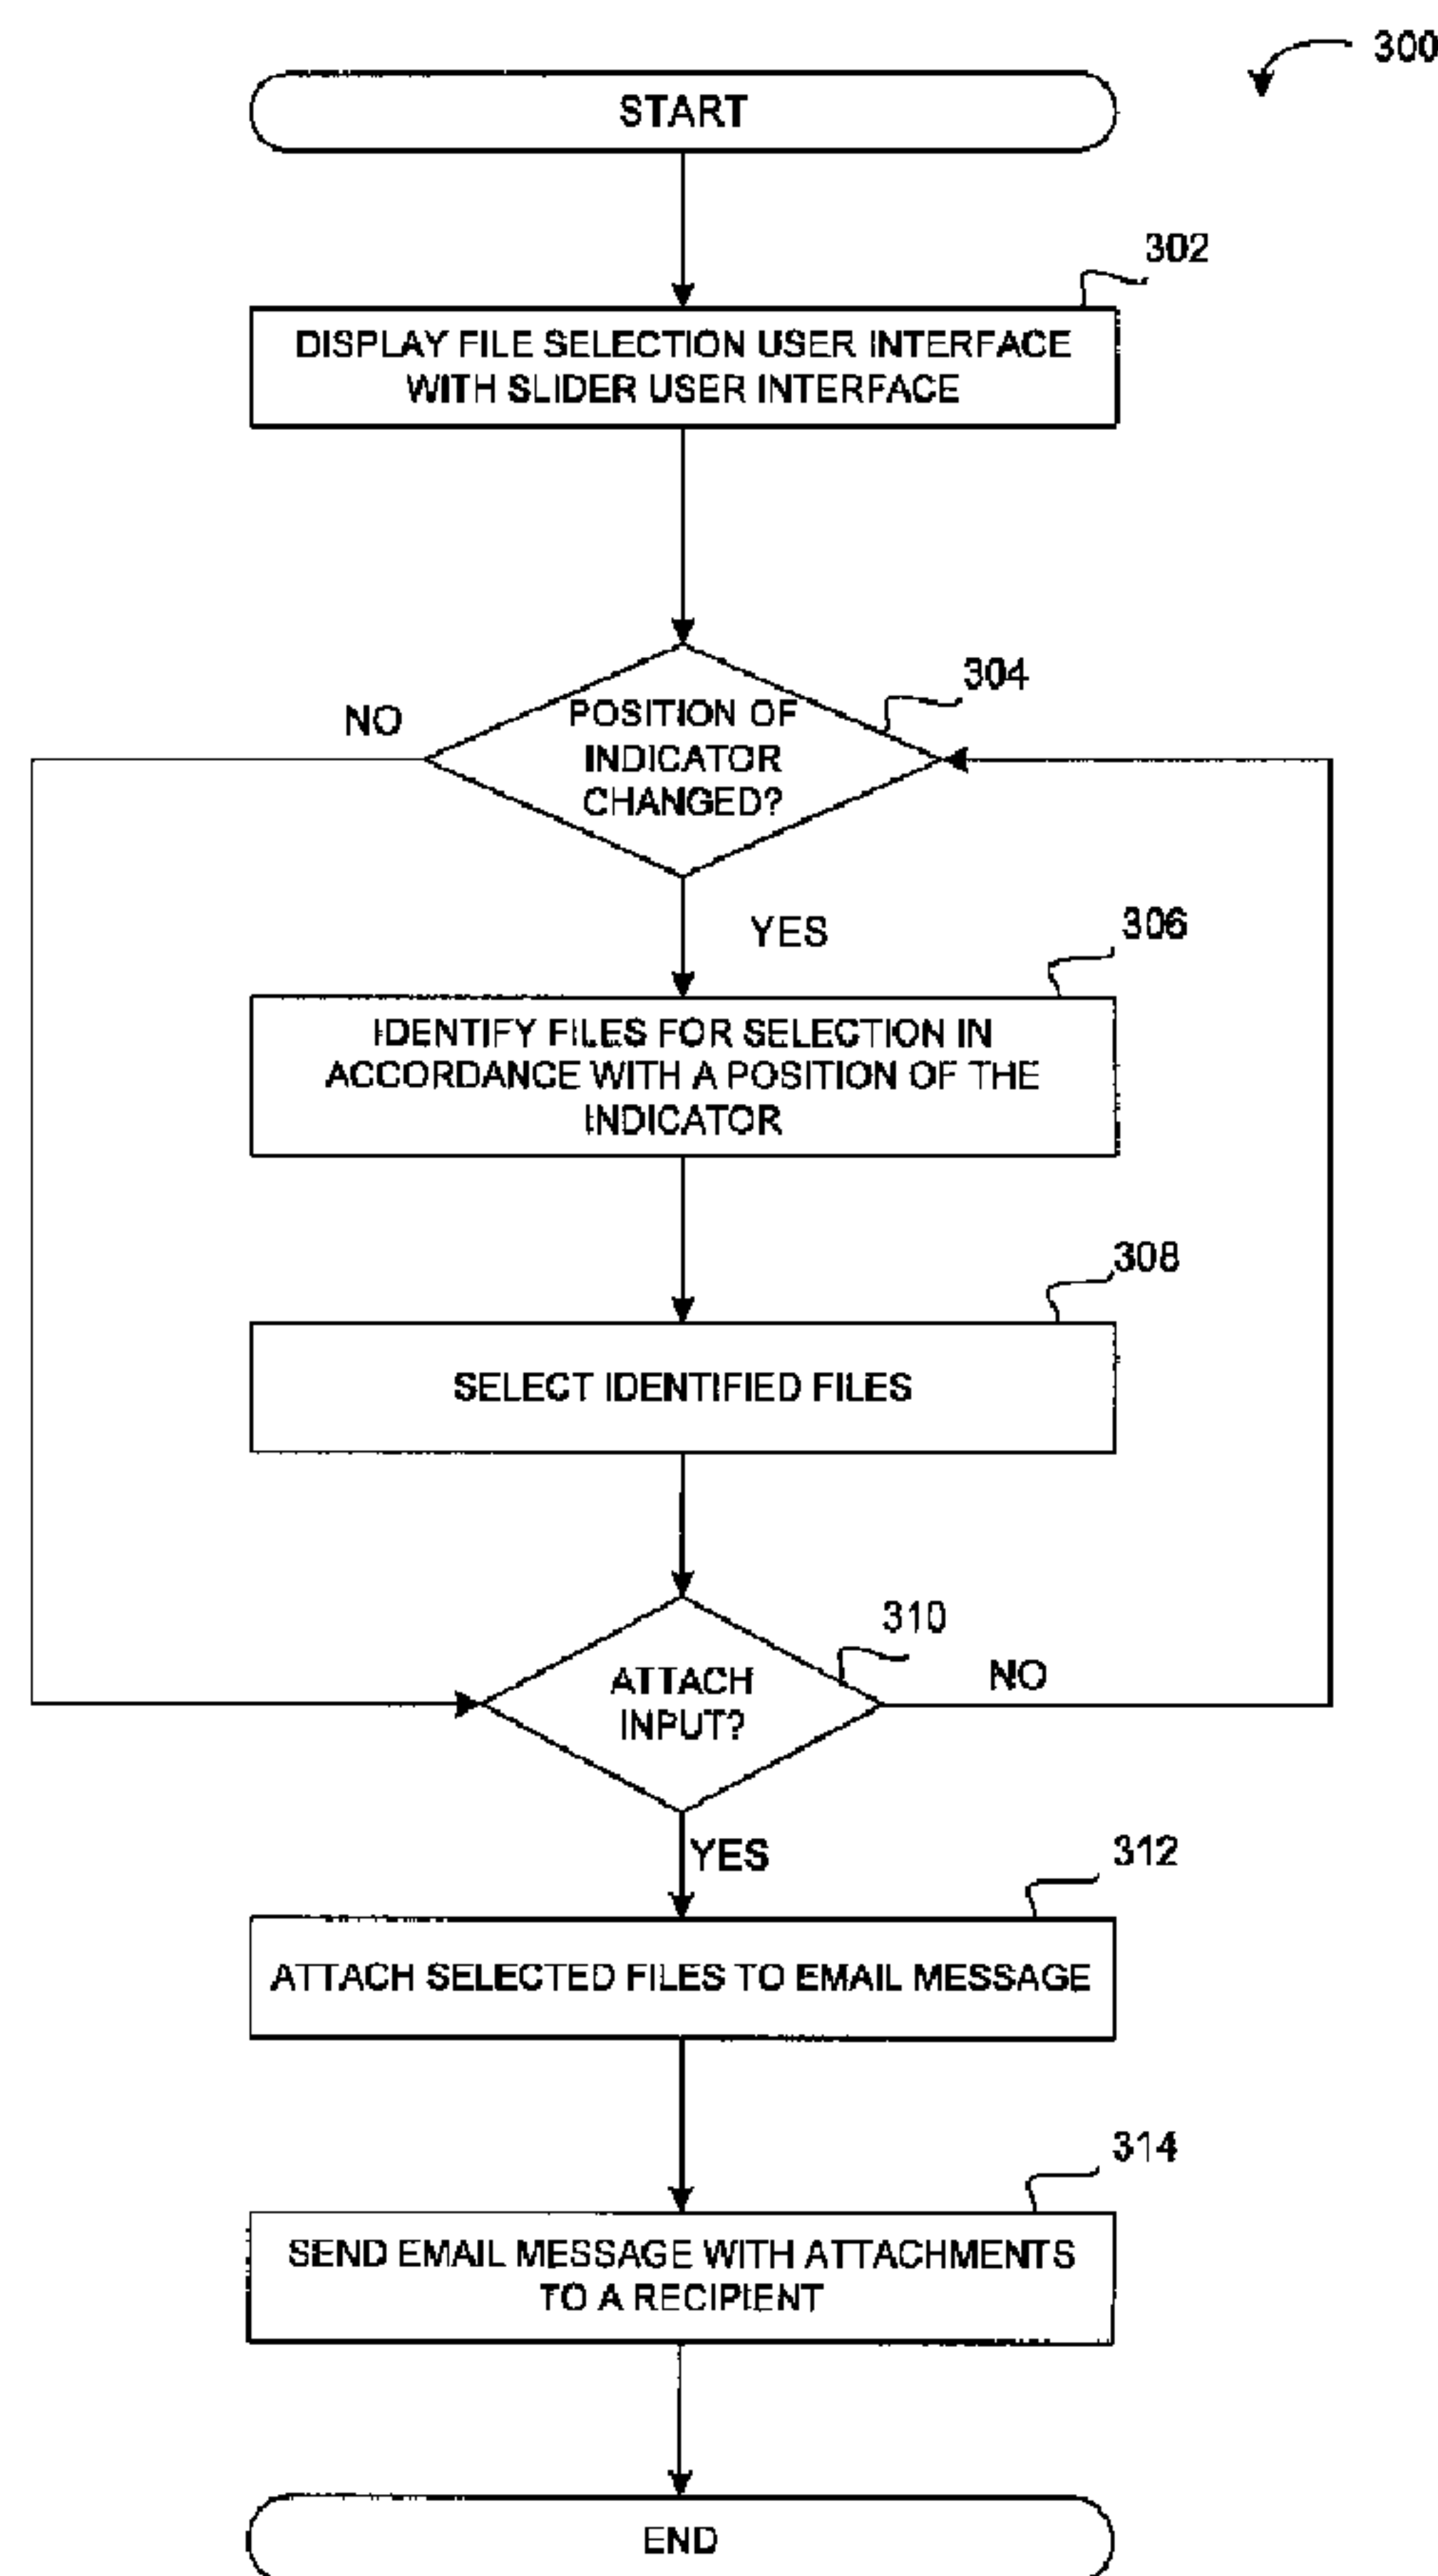 300
START
302
DISPLAY FILE SELECTION USER INTERFACE
WITH SLIDER USER INTERFACE
304
NO
POSITION OF
INDICATOR
CHANGED?
YES
306
IDENTIFY FILES FOR SELECTION IN
ACCORDANCE WITH A POSITION OF THE
INDICATOR
308
SELECT IDENTIFIED FILES
310
NO
ATTACH
INPUT?
YES
312
ATTACH SELECTED FILES TO EMAIL MESSAGE
314
SEND EMAIL MESSAGE WITH ATTACHMENTS
TO A RECIPIENT
END